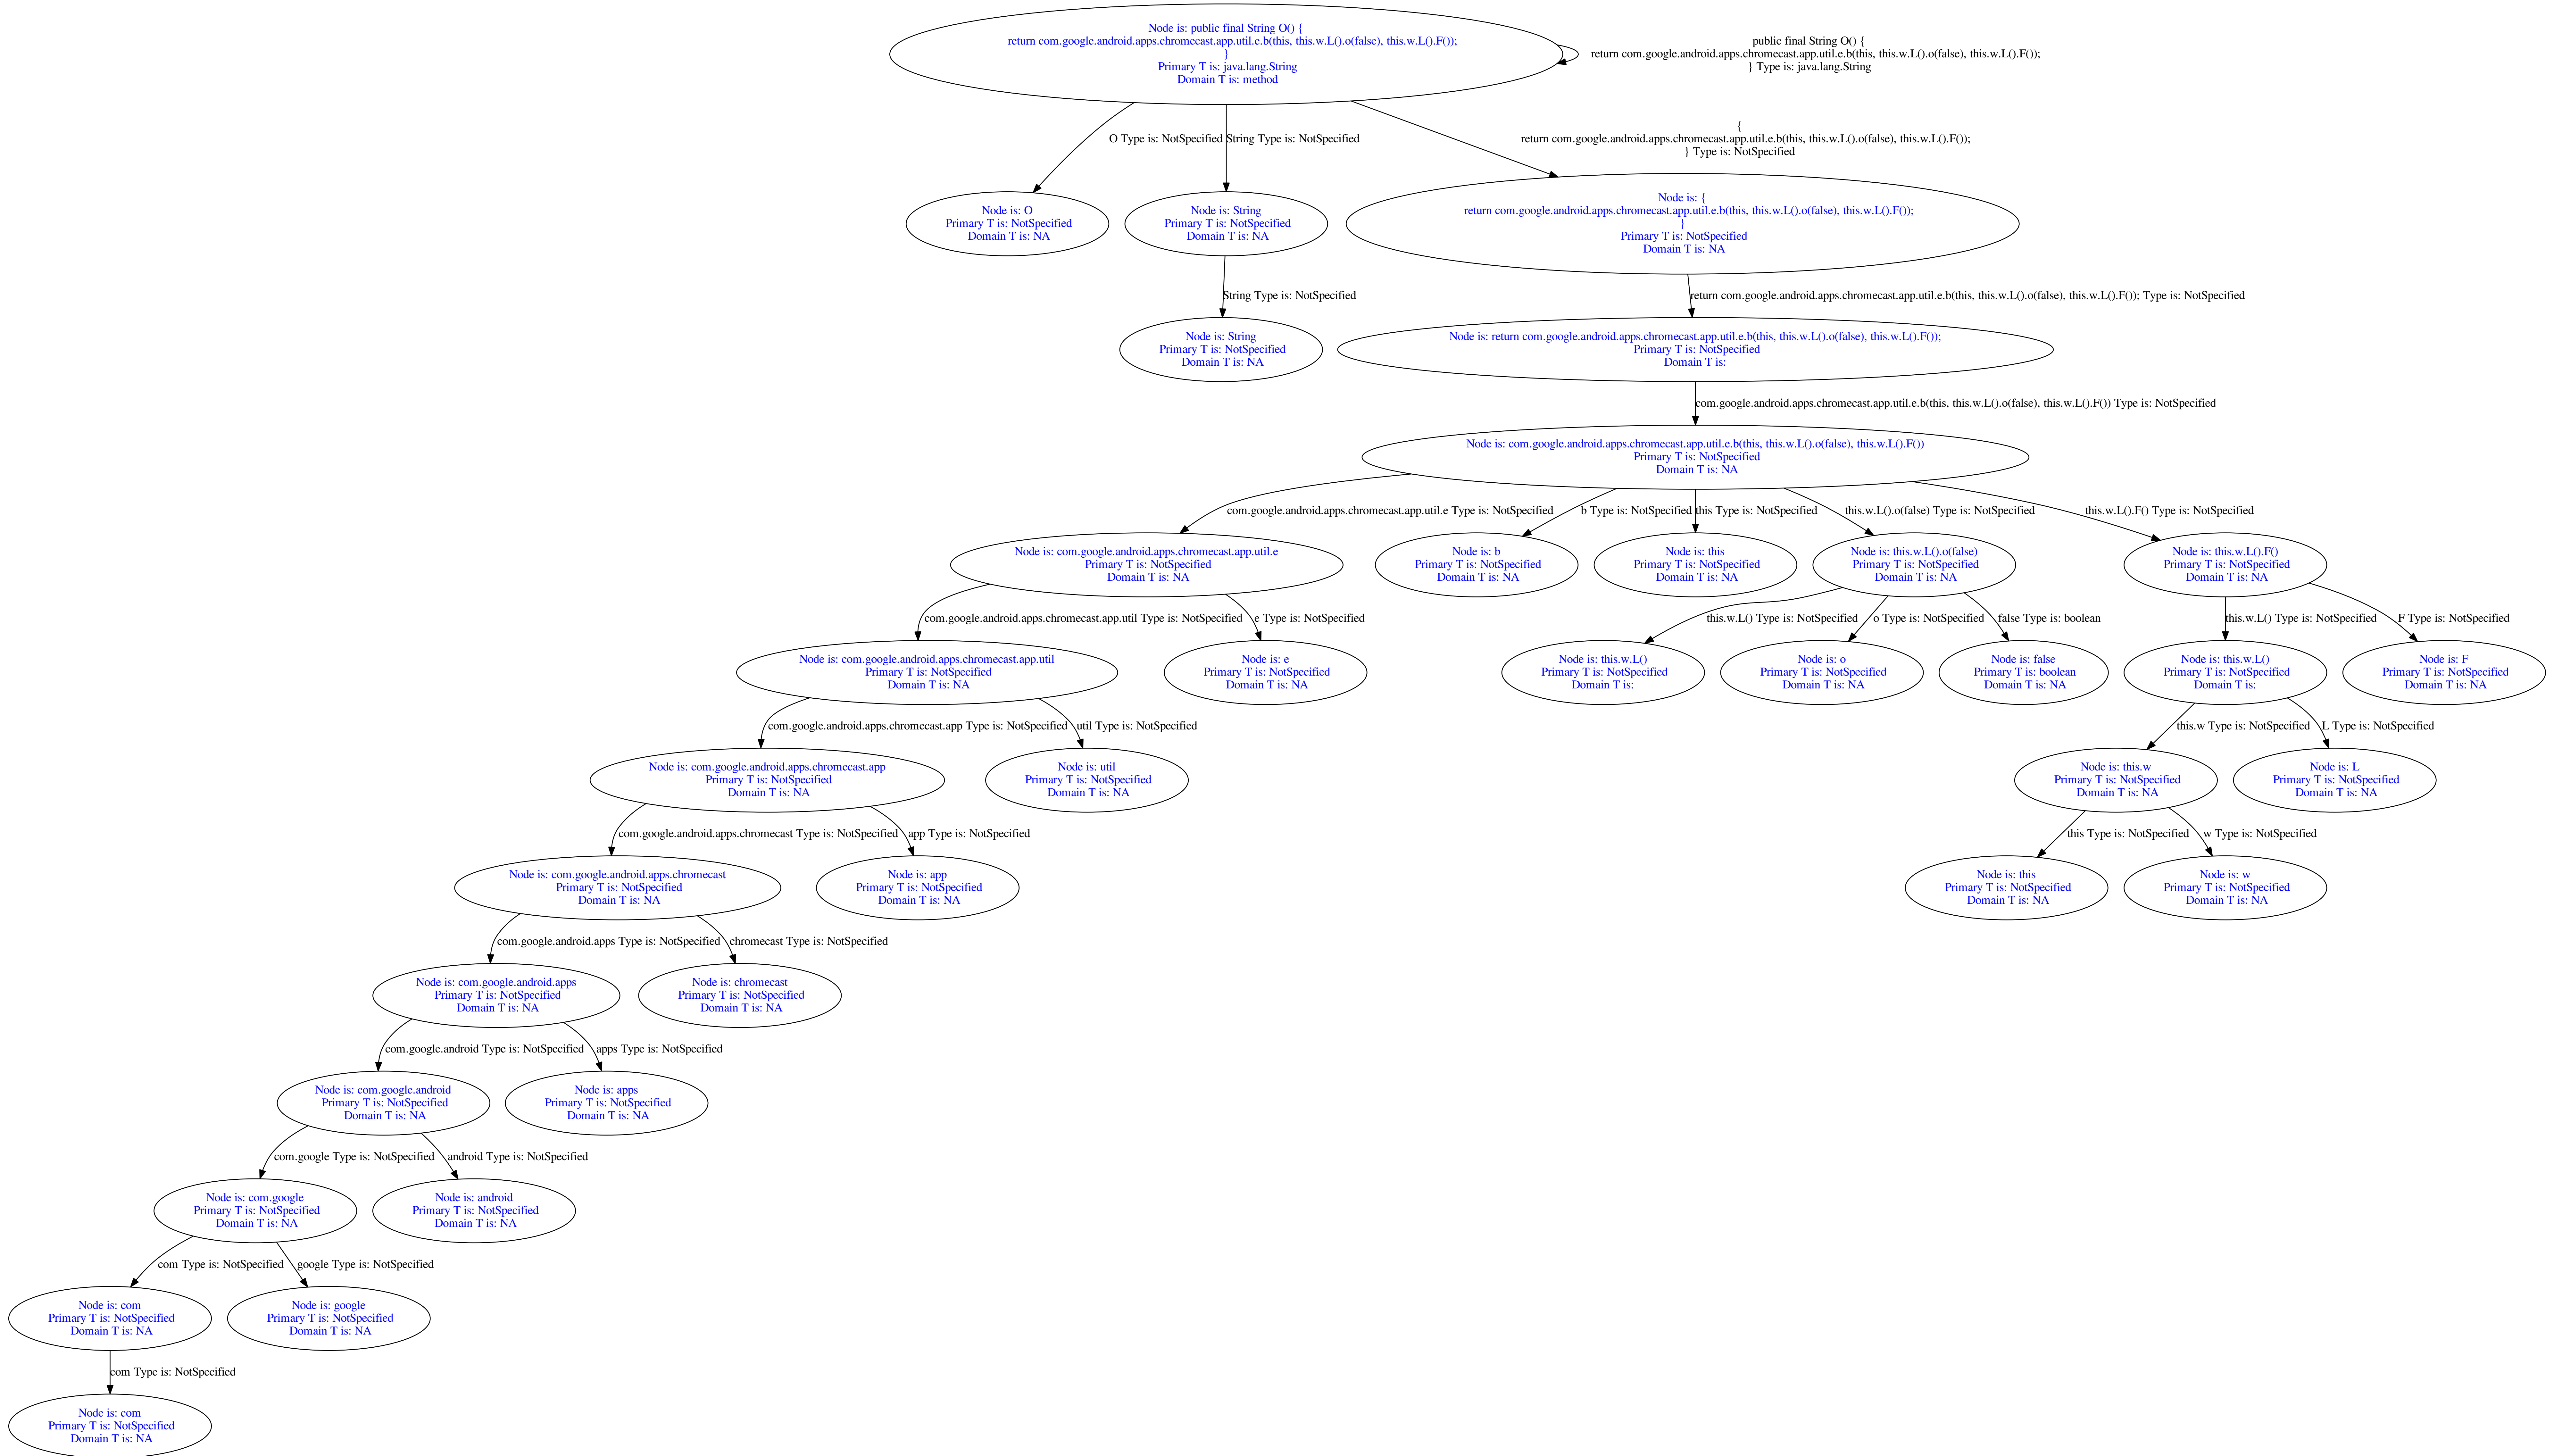 Node is: public final String O() {
return com.google.android.apps.chromecast.app.util.e.b(this, this.w.L().o(false), this.w.L().F());
}
Primary T is: java.lang.String
Domain T is: method
public final String O() {
return com.google.android.apps.chromecast.app.util.e.b(this, this.w.L().o(false), this.w.L().F());
} Type is: java.lang.String
O Type is: NotSpecified
String Type is: NotSpecified
{
return com.google.android.apps.chromecast.app.util.e.b(this, this.w.L().o(false), this.w.L().F());
} Type is: NotSpecified
Node is: O
Primary T is: NotSpecified
Domain T is: NA
Node is: String
Primary T is: NotSpecified
Domain T is: NA
Node is: {
return com.google.android.apps.chromecast.app.util.e.b(this, this.w.L().o(false), this.w.L().F());
}
Primary T is: NotSpecified
Domain T is: NA
String Type is: NotSpecified
return com.google.android.apps.chromecast.app.util.e.b(this, this.w.L().o(false), this.w.L().F()); Type is: NotSpecified
Node is: String
Primary T is: NotSpecified
Domain T is: NA
Node is: return com.google.android.apps.chromecast.app.util.e.b(this, this.w.L().o(false), this.w.L().F());
Primary T is: NotSpecified
Domain T is:
com.google.android.apps.chromecast.app.util.e.b(this, this.w.L().o(false), this.w.L().F()) Type is: NotSpecified
Node is: com.google.android.apps.chromecast.app.util.e.b(this, this.w.L().o(false), this.w.L().F())
Primary T is: NotSpecified
Domain T is: NA
com.google.android.apps.chromecast.app.util.e Type is: NotSpecified
b Type is: NotSpecified
this Type is: NotSpecified
this.w.L().o(false) Type is: NotSpecified
this.w.L().F() Type is: NotSpecified
Node is: com.google.android.apps.chromecast.app.util.e
Primary T is: NotSpecified
Domain T is: NA
Node is: b
Primary T is: NotSpecified
Domain T is: NA
Node is: this
Primary T is: NotSpecified
Domain T is: NA
Node is: this.w.L().o(false)
Primary T is: NotSpecified
Domain T is: NA
Node is: this.w.L().F()
Primary T is: NotSpecified
Domain T is: NA
com.google.android.apps.chromecast.app.util Type is: NotSpecified
e Type is: NotSpecified
this.w.L() Type is: NotSpecified
o Type is: NotSpecified
false Type is: boolean
this.w.L() Type is: NotSpecified
F Type is: NotSpecified
Node is: com.google.android.apps.chromecast.app.util
Primary T is: NotSpecified
Domain T is: NA
Node is: e
Primary T is: NotSpecified
Domain T is: NA
Node is: this.w.L()
Primary T is: NotSpecified
Domain T is:
Node is: o
Primary T is: NotSpecified
Domain T is: NA
Node is: false
Primary T is: boolean
Domain T is: NA
Node is: this.w.L()
Primary T is: NotSpecified
Domain T is:
Node is: F
Primary T is: NotSpecified
Domain T is: NA
com.google.android.apps.chromecast.app Type is: NotSpecified
util Type is: NotSpecified
this.w Type is: NotSpecified
L Type is: NotSpecified
Node is: com.google.android.apps.chromecast.app
Primary T is: NotSpecified
Domain T is: NA
Node is: util
Primary T is: NotSpecified
Domain T is: NA
Node is: this.w
Primary T is: NotSpecified
Domain T is: NA
Node is: L
Primary T is: NotSpecified
Domain T is: NA
com.google.android.apps.chromecast Type is: NotSpecified
app Type is: NotSpecified
this Type is: NotSpecified
w Type is: NotSpecified
Node is: com.google.android.apps.chromecast
Primary T is: NotSpecified
Domain T is: NA
Node is: app
Primary T is: NotSpecified
Domain T is: NA
Node is: this
Primary T is: NotSpecified
Domain T is: NA
Node is: w
Primary T is: NotSpecified
Domain T is: NA
com.google.android.apps Type is: NotSpecified
chromecast Type is: NotSpecified
Node is: com.google.android.apps
Primary T is: NotSpecified
Domain T is: NA
Node is: chromecast
Primary T is: NotSpecified
Domain T is: NA
com.google.android Type is: NotSpecified
apps Type is: NotSpecified
Node is: com.google.android
Primary T is: NotSpecified
Domain T is: NA
Node is: apps
Primary T is: NotSpecified
Domain T is: NA
com.google Type is: NotSpecified
android Type is: NotSpecified
Node is: com.google
Primary T is: NotSpecified
Domain T is: NA
Node is: android
Primary T is: NotSpecified
Domain T is: NA
com Type is: NotSpecified
google Type is: NotSpecified
Node is: com
Primary T is: NotSpecified
Domain T is: NA
Node is: google
Primary T is: NotSpecified
Domain T is: NA
com Type is: NotSpecified
Node is: com
Primary T is: NotSpecified
Domain T is: NA